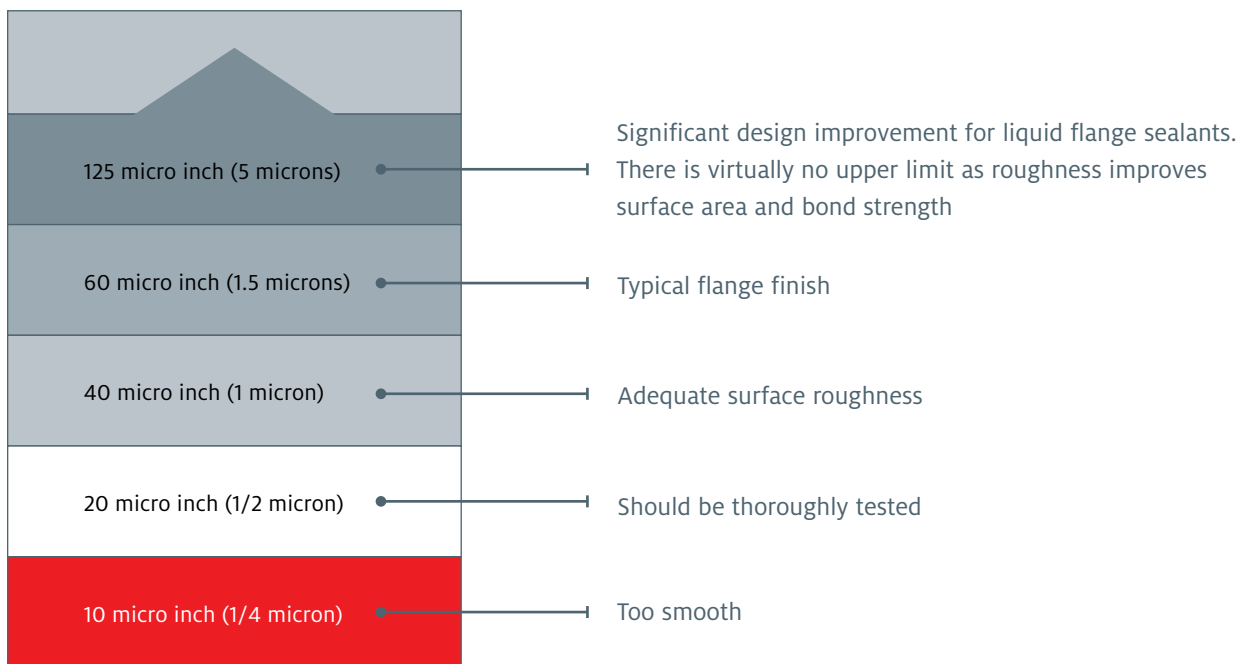 125 micro inch (5 microns)
Significant design improvement for liquid flange sealants.
There is virtually no upper limit as roughness improves
surface area and bond strength
60 micro inch (1.5 microns)
Typical flange finish
40 micro inch (1 micron)
Adequate surface roughness
20 micro inch (1/2 micron)
Should be thoroughly tested
10 micro inch (1/4 micron)
Too smooth